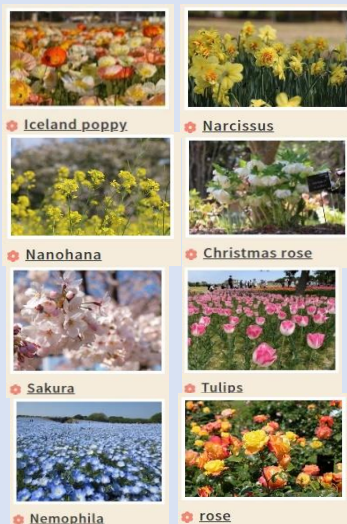 Iceland poppy
Narcissus
Nanohana
Christmas rose
Sakura
Tulips
Nemophila
rose